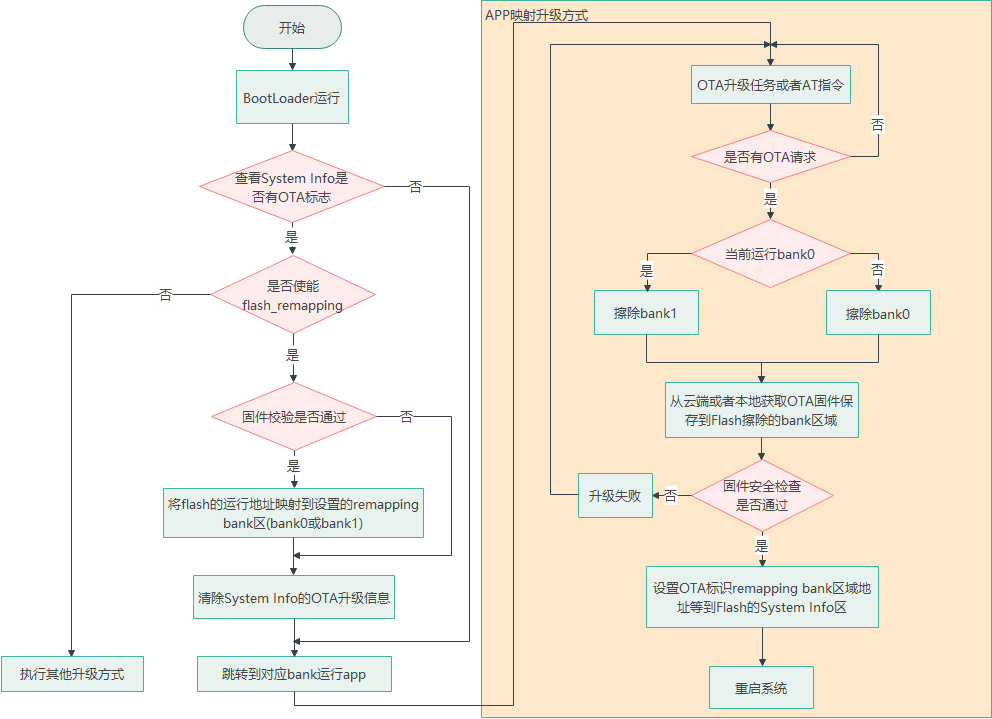 开始
BootLoader运行
查看System Info是
否有OTA标志
否
是
是否使能
flash_remapping
否
是
固件校验是否通过
否
是
将flash的运行地址映射到设置的remapping
bank区(bank0或bank1)
清除System Info的OTA升级信息
执行其他升级方式
跳转到对应bank运行app
APP映射升级方式
OTA升级任务或者AT指令
否
是否有OTA请求
是
当前运行bank0
是
否
擦除bank1
擦除bank0
从云端或者本地获取OTA固件保
存到Flash擦除的bank区域
固件安全检查
是否通过
否
升级失败
是
设置OTA标识remapping bank区域地
址等到Flash的System Info区
重启系统